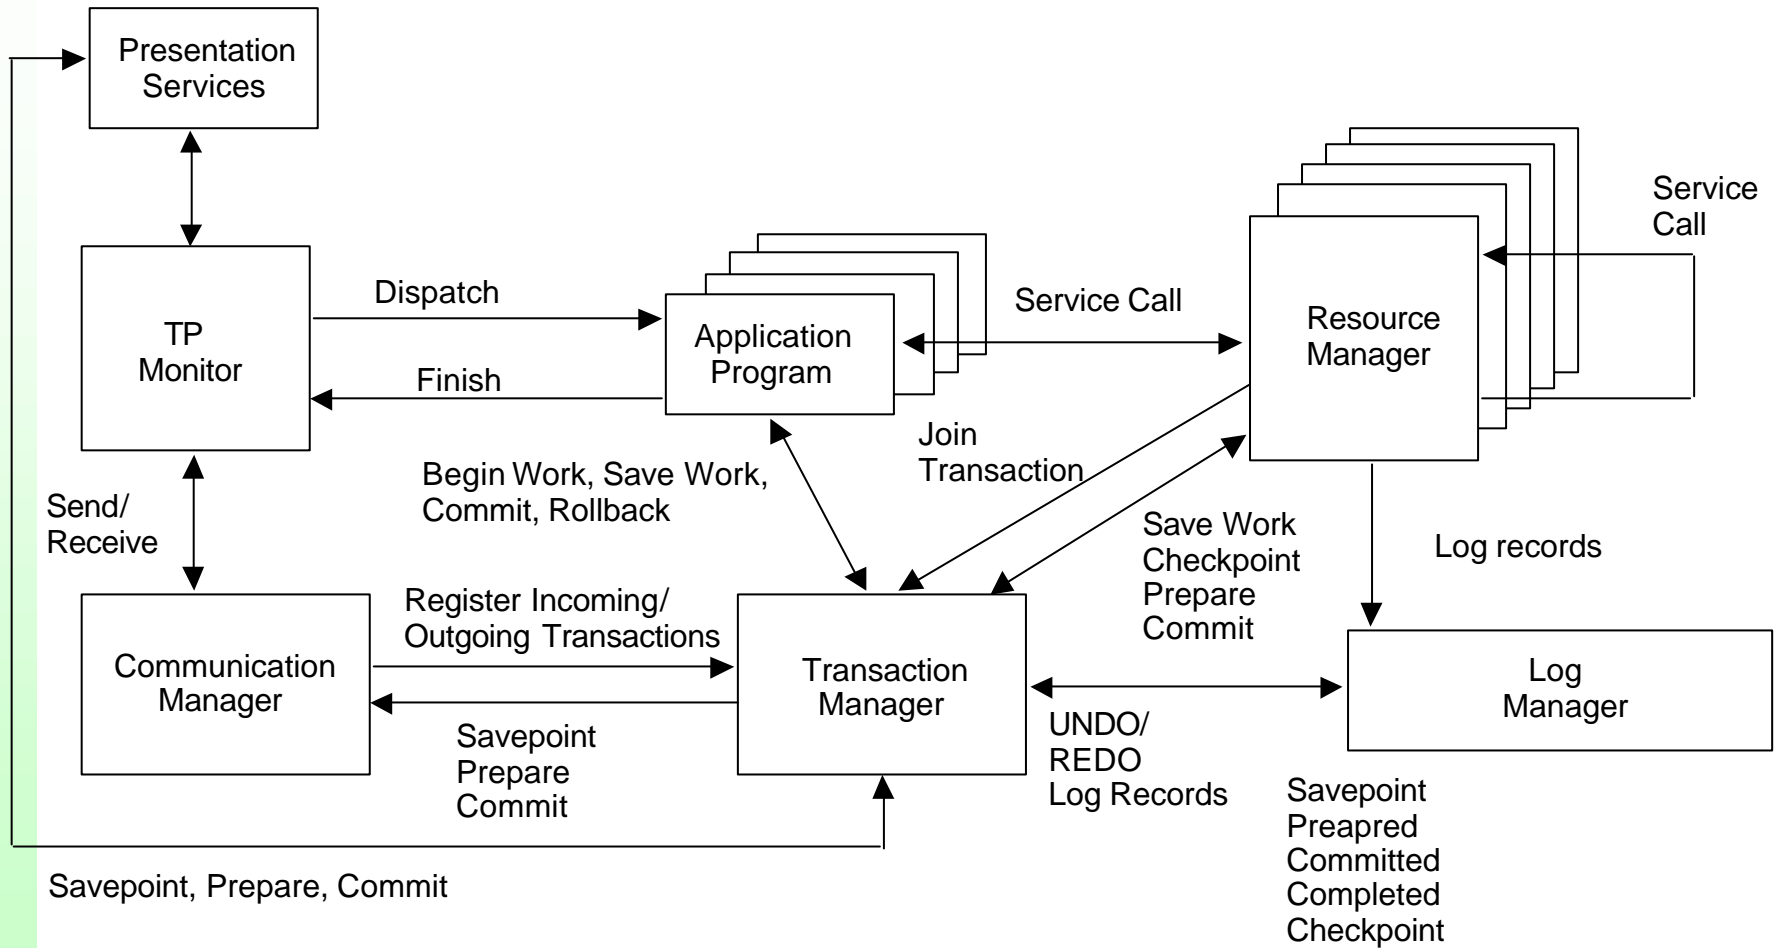 Presentation
Services
Service
Call
Dispatch
Service Call
TP
Monitor
Application
Program
Resource
Manager
Finish
Join
Transaction
Begin Work, Save Work,
Commit, Rollback
Send/
Receive
Save Work
Checkpoint
Prepare
Commit
Log records
Register Incoming/
Outgoing Transactions
Communication
Manager
Transaction
Manager
Log
Manager
Savepoint
Prepare
Commit
UNDO/
REDO
Log Records
Savepoint
Preapred
Committed
Completed
Checkpoint
Savepoint, Prepare, Commit